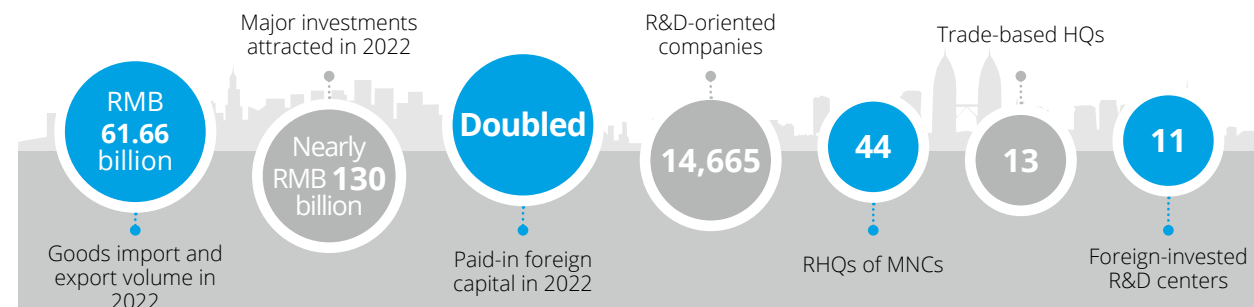 RMB
61.66
billion
Goods import and
export volume in
2022
Major investments
attracted in 2022
Nearly
RMB 130
billion
Doubled
Paid-in foreign
capital in 2022
R&D-oriented
companies
14,665
44
RHQs of MNCs
Trade-based HQs
13
11
Foreign-invested
R&D centers